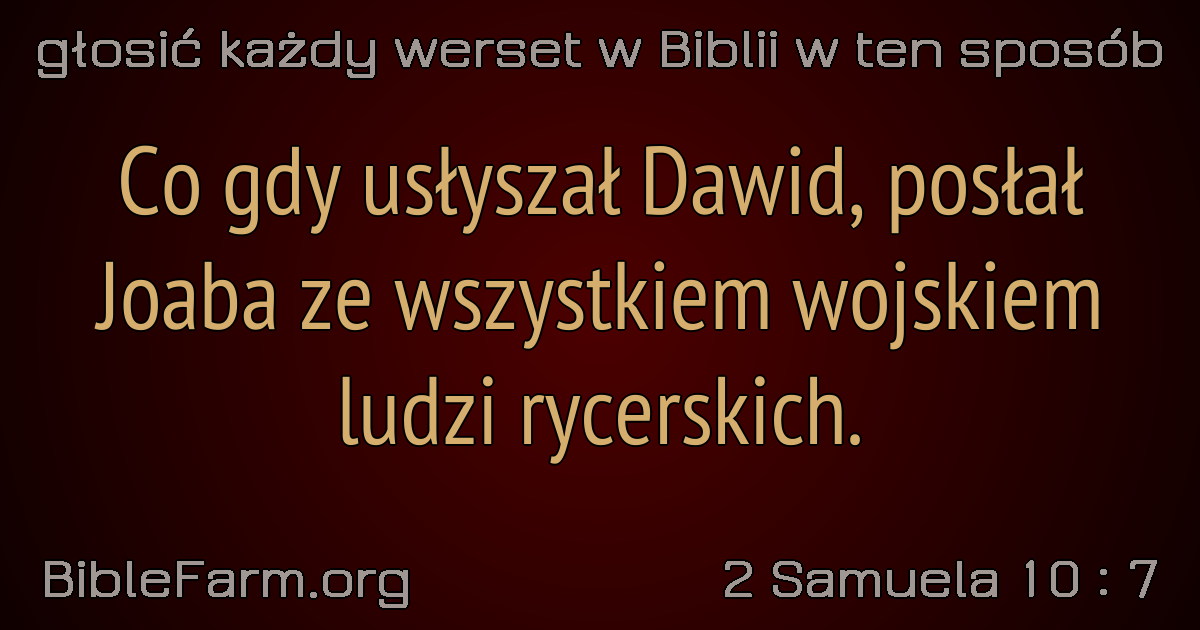 głosić każdy werset w Biblii w ten sposób
Co gdy usłyszał Dawid, posłał
Joaba ze wszystkiem wojskiem
ludzi rycerskich.
BibleFarm.org
2 Samuela 10 : 7